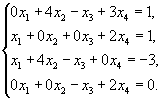 0x₁ + 4x₂ − x₃ + 3x₄ = 1,
x₁ + 0x₂ + 0x₃ + 2x₄ = 1,
x₁ + 4x₂ − x₃ + 0x₄ = −3,
0x₁ + 0x₂ − x₃ + 2x₄ = 0.